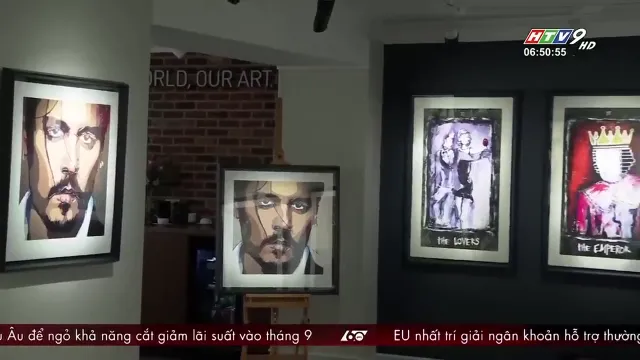 HTV9 HD
06:50:55
ORLD, OUR ART.
THE LOVERS
THE EMPEROR
Âu để ngỏ khả năng cắt giảm lãi suất vào tháng 9
60
EU nhất trí giải ngân khoản hỗ trợ thường